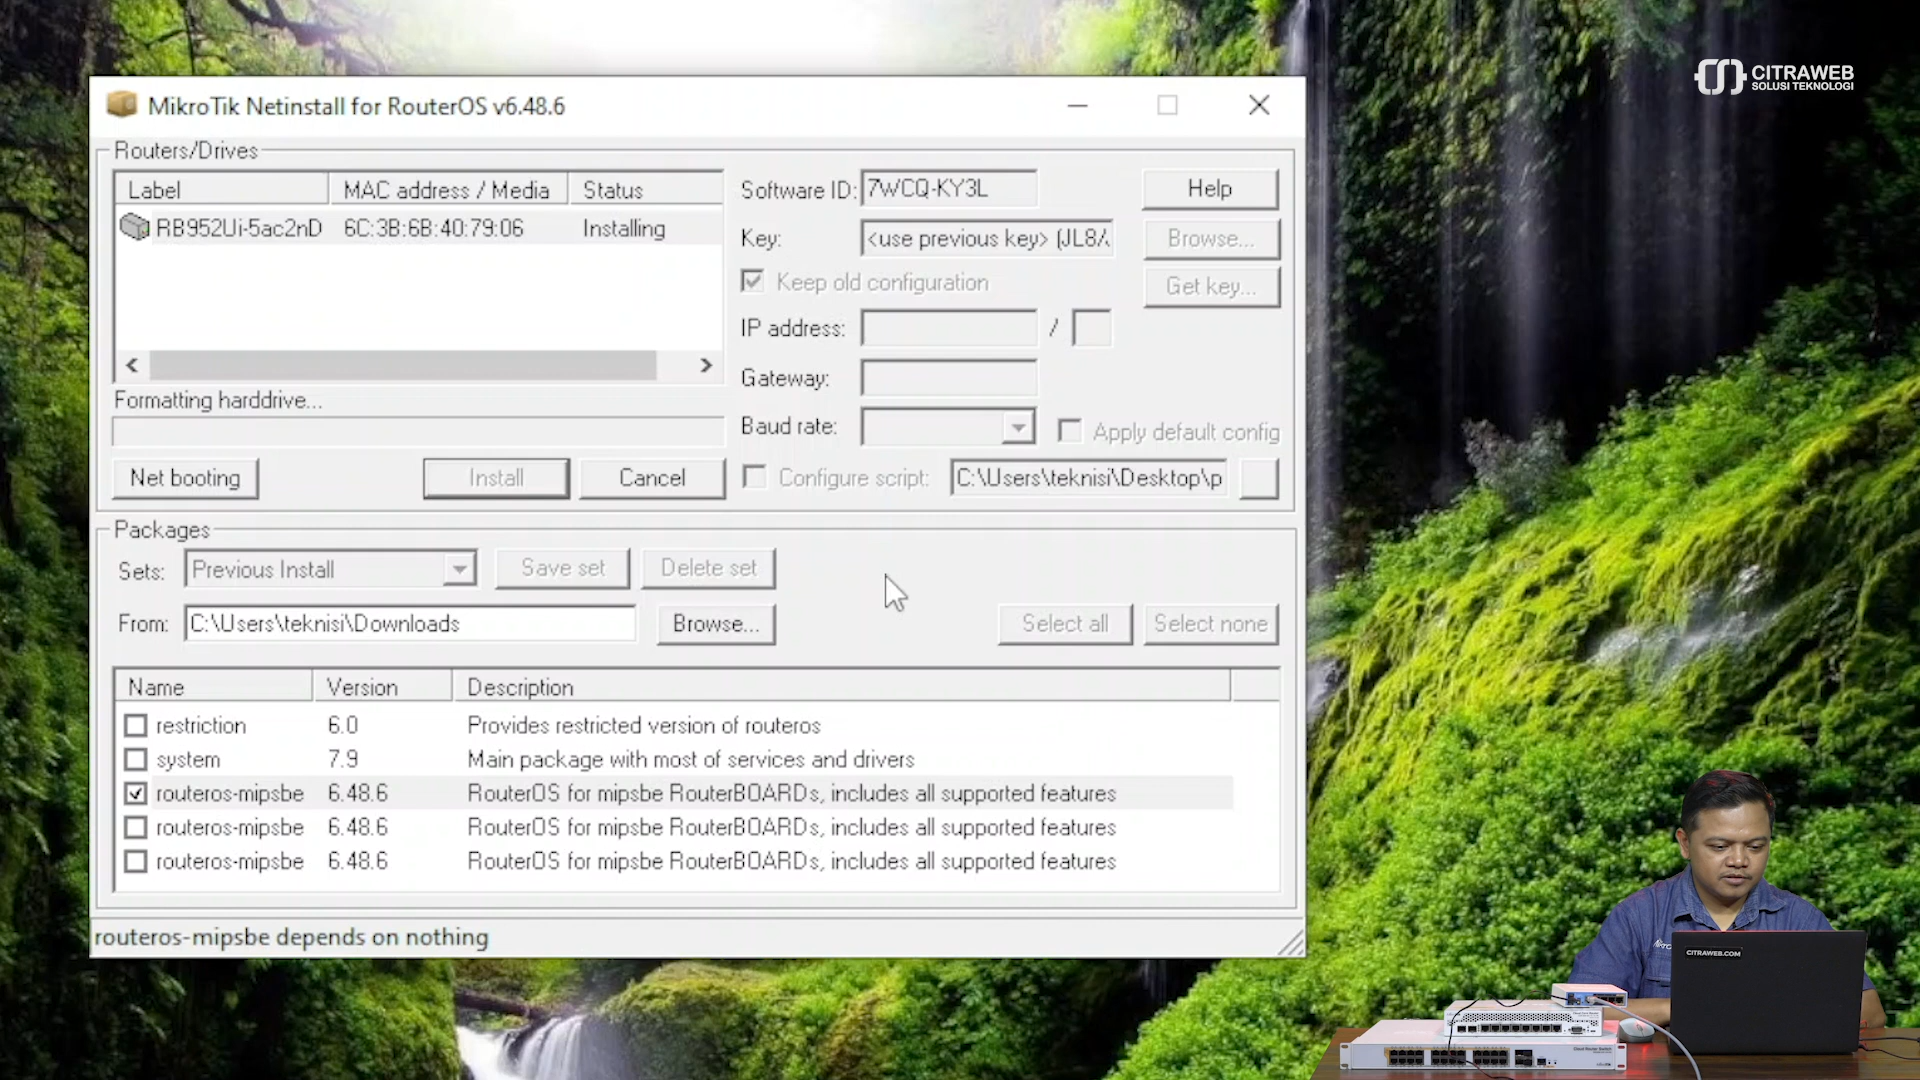 CITRAWEB
SOLUSI TEKNOLOGI
MikroTik Netinstall for RouterOS v6.48.6
Routers/Drives
Label MAC address / Media Status
RB952Ui-5ac2nD 6C:3B:6B:40:79:06 Installing
Formatting harddrive...
Net booting Install Cancel
Software ID: 7WCQ-KY3L Help
Key: <use previous key> (JL8/ Browse...
Keep old configuration Get key...
IP address: /
Gateway:
Baud rate: Apply default config
Configure script: C:\Users\teknisi\Desktop\p
Packages
Sets: Previous Install Save set Delete set
From: C:\Users\teknisi\Downloads Browse... Select all Select none
Name Version Description
restriction 6.0 Provides restricted version of routeros
system 7.9 Main package with most of services and drivers
routeros-mipsbe 6.48.6 RouterOS for mipsbe RouterBOARDs, includes all supported features
routeros-mipsbe 6.48.6 RouterOS for mipsbe RouterBOARDs, includes all supported features
routeros-mipsbe 6.48.6 RouterOS for mipsbe RouterBOARDs, includes all supported features
routeros-mipsbe depends on nothing
CITRAWEB.COM